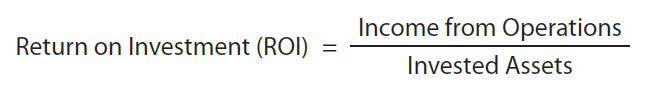 Income from Operations
Return on Investment (ROI) =
Invested Assets